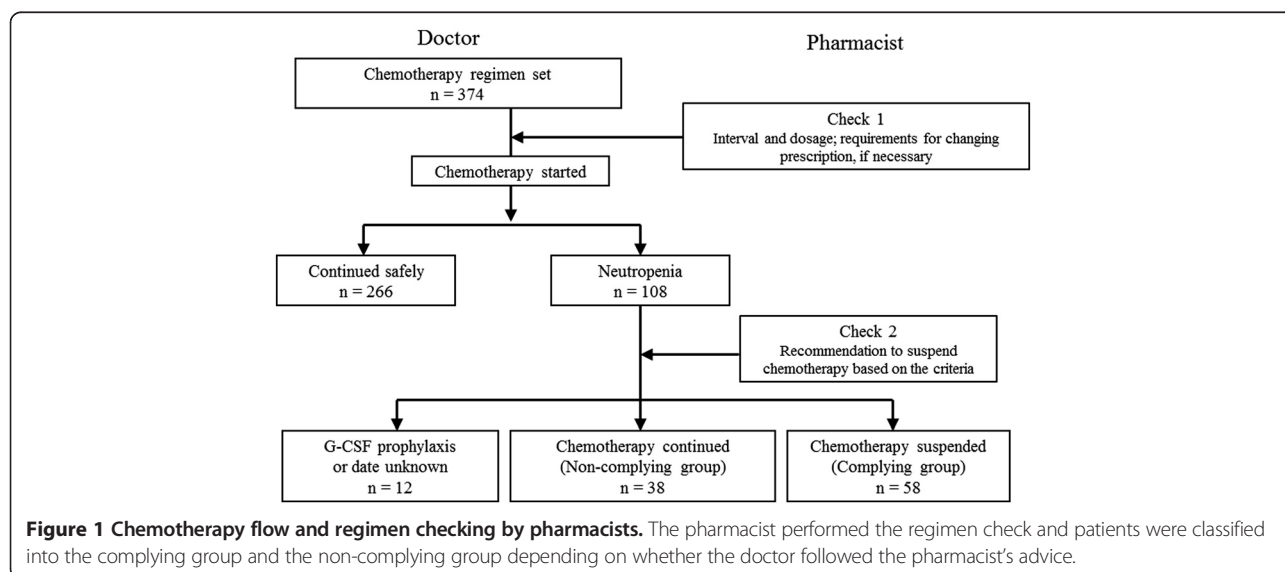 Doctor
Pharmacist
Chemotherapy regimen set
n = 374
Check 1
Interval and dosage; requirements for changing
prescription, if necessary
Chemotherapy started
Continued safely
n = 266
Neutropenia
n = 108
Check 2
Recommendation to suspend
chemotherapy based on the criteria
G-CSF prophylaxis
or date unknown
n = 12
Chemotherapy continued
(Non-complying group)
n = 38
Chemotherapy suspended
(Complying group)
n = 58
Figure 1 Chemotherapy flow and regimen checking by pharmacists. The pharmacist performed the regimen check and patients were classified
into the complying group and the non-complying group depending on whether the doctor followed the pharmacist's advice.